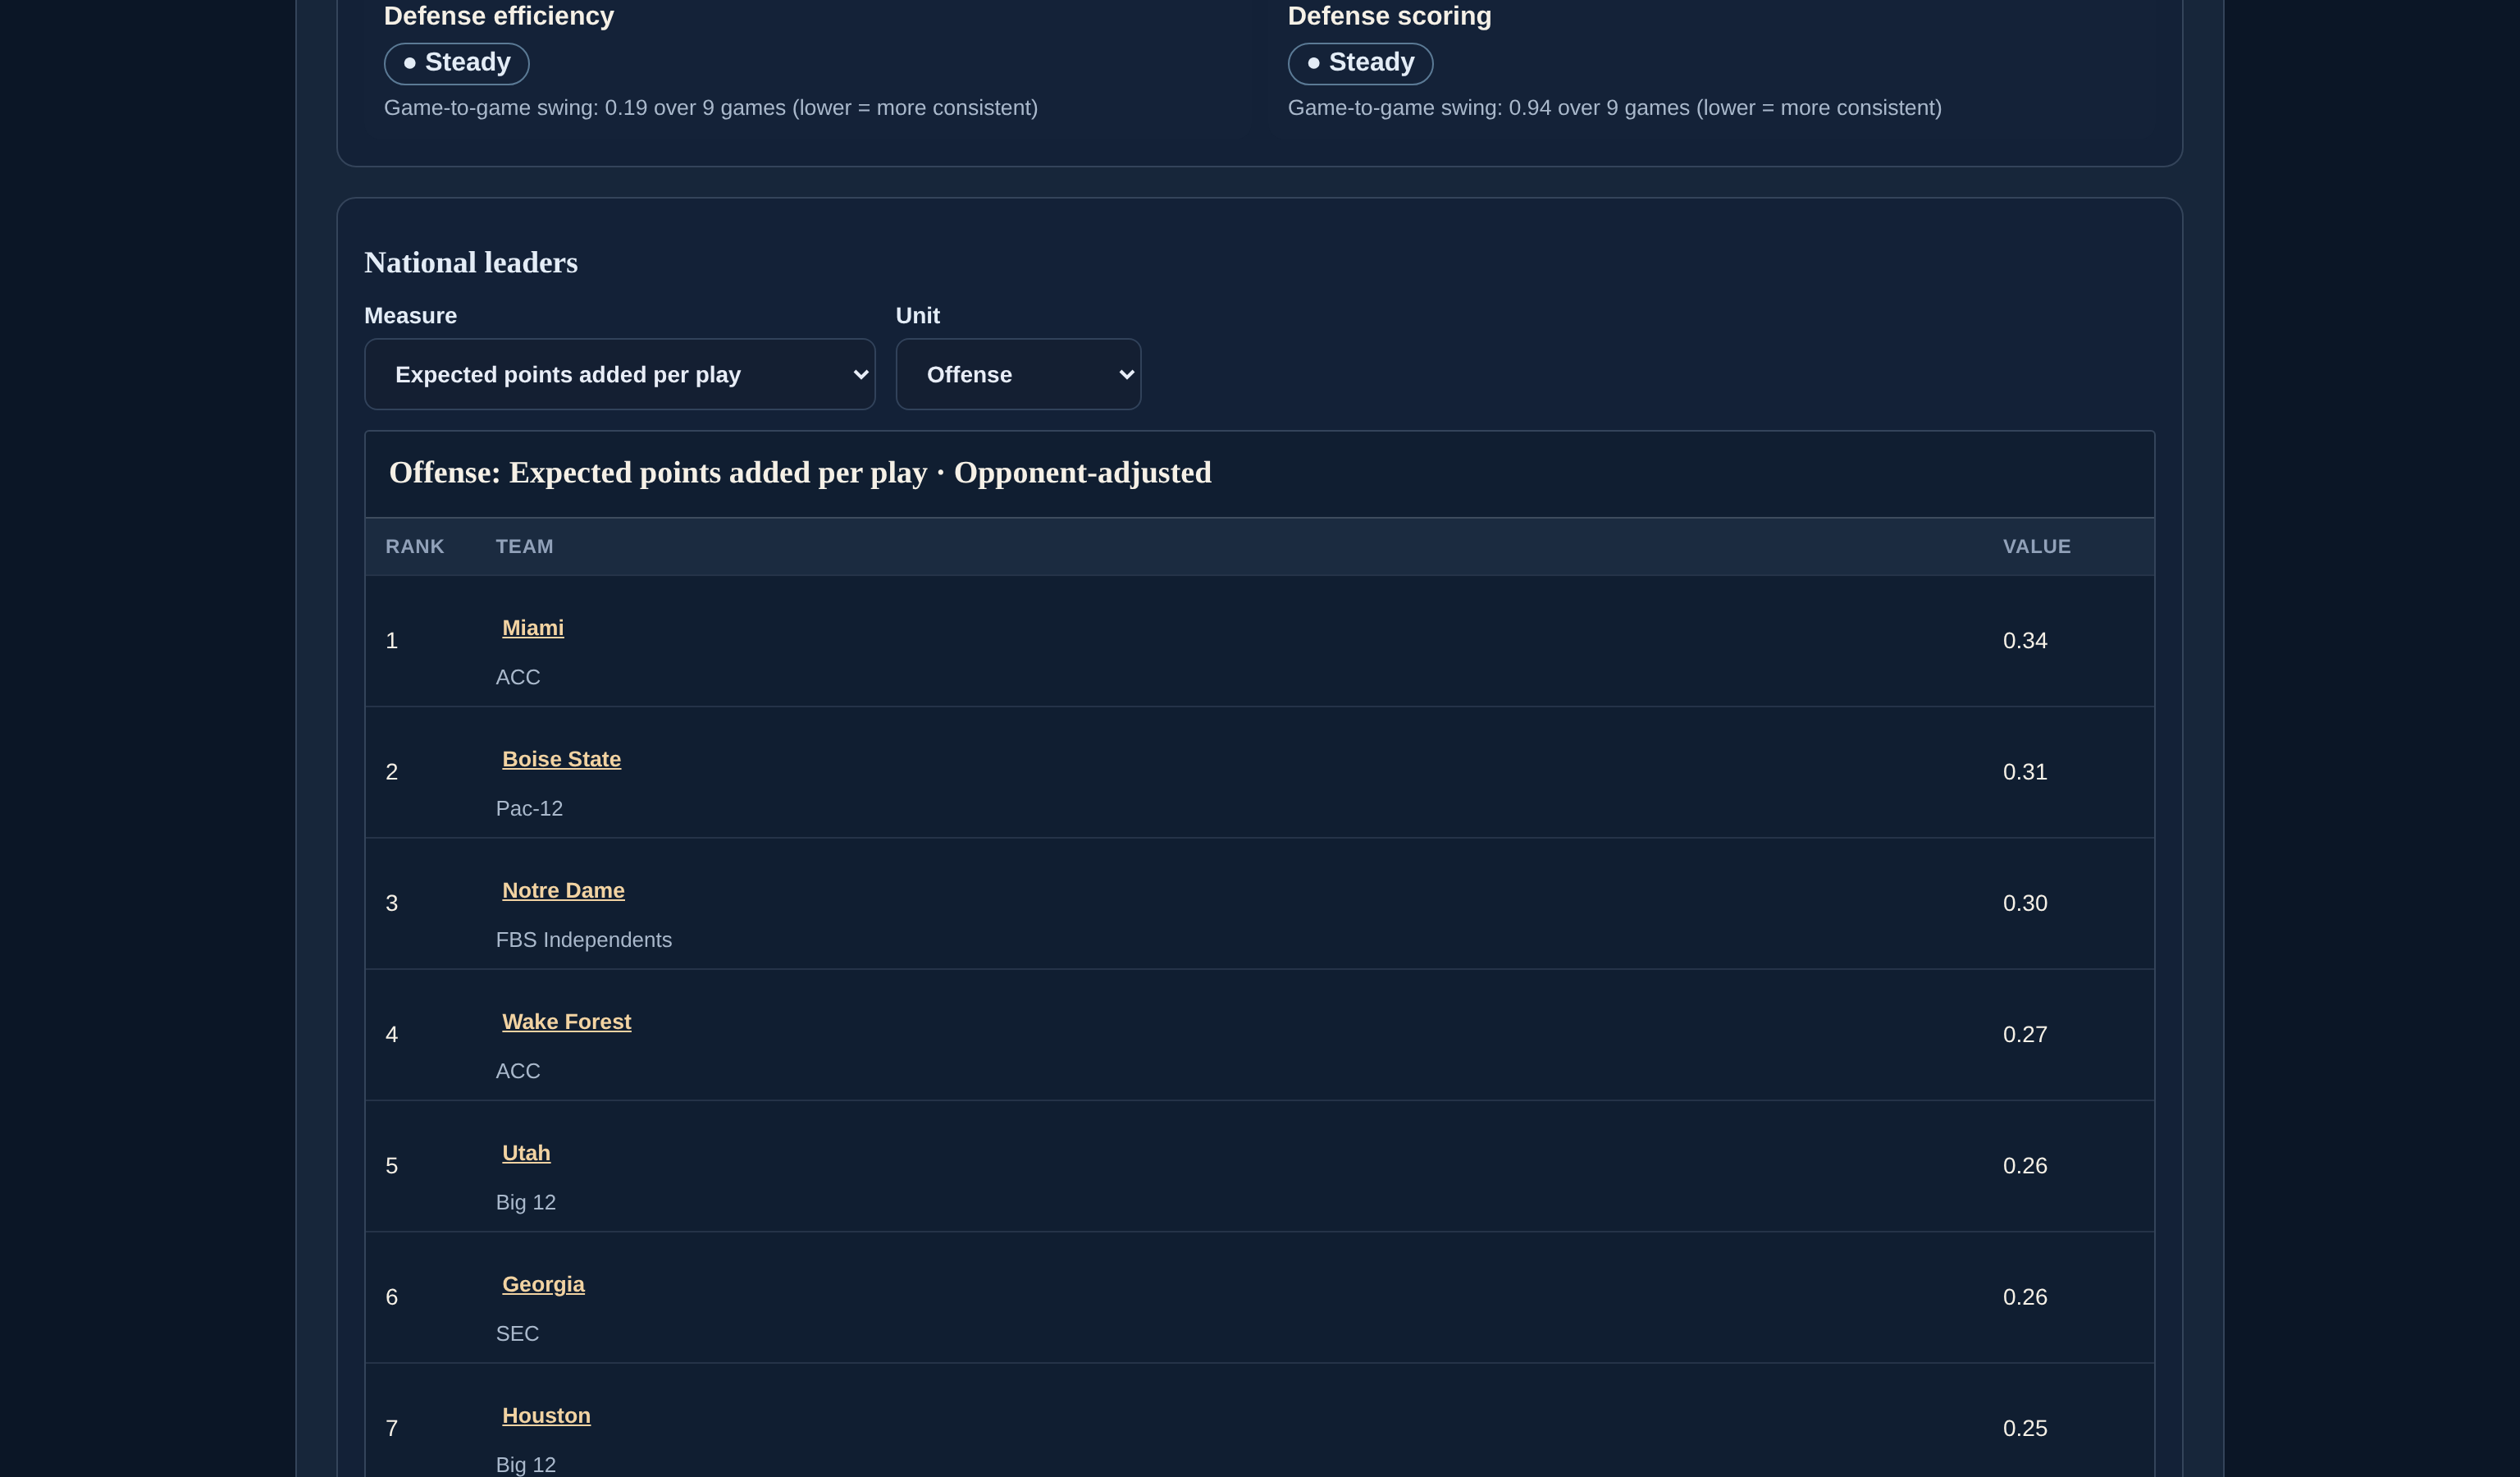 Defense efficiency
Defense scoring
● Steady
● Steady
Game-to-game swing: 0.19 over 9 games (lower = more consistent)
Game-to-game swing: 0.94 over 9 games (lower = more consistent)
National leaders
Measure
Unit
Expected points added per play
Offense
Offense: Expected points added per play · Opponent-adjusted
RANK TEAM VALUE
1 Miami 0.34
ACC
2 Boise State 0.31
Pac-12
3 Notre Dame 0.30
FBS Independents
4 Wake Forest 0.27
ACC
5 Utah 0.26
Big 12
6 Georgia 0.26
SEC
7 Houston 0.25
Big 12